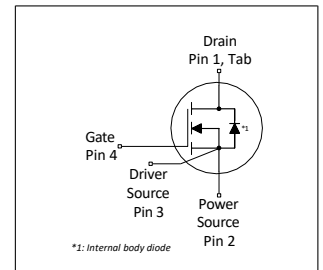 Drain
Pin 1, Tab
*1
Gate
Pin 4
Driver
Source
Pin 3
Power
Source
Pin 2
*1: Internal body diode